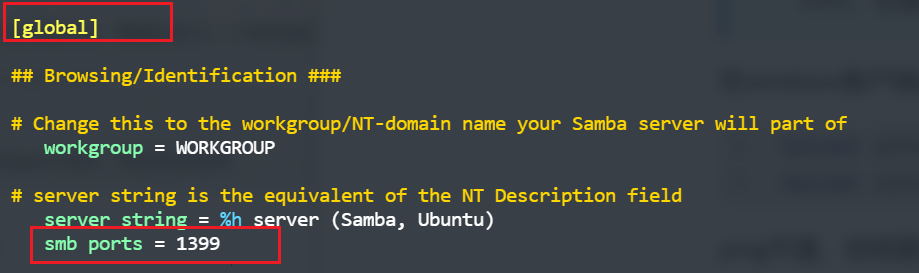 [global]
## Browsing/Identification ###
# Change this to the workgroup/NT-domain name your Samba server will part of
workgroup = WORKGROUP
# server string is the equivalent of the NT Description field
server string = %h server (Samba, Ubuntu)
smb ports = 1399